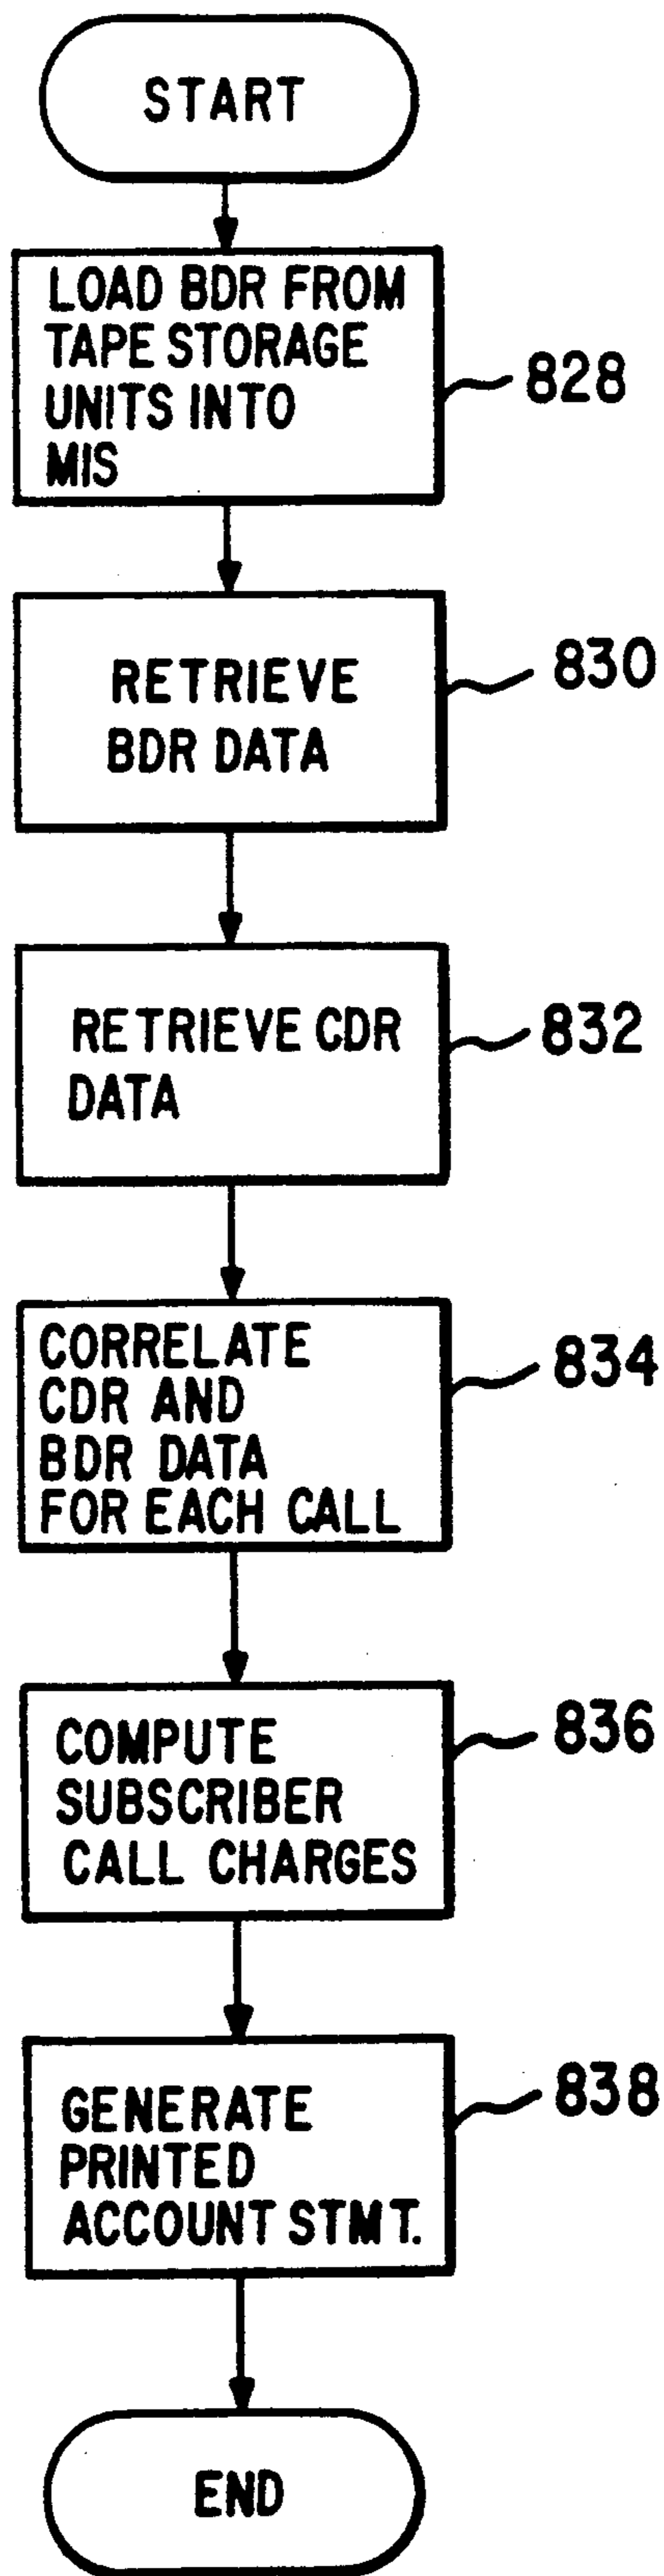 START
LOAD BDR FROM
TAPE STORAGE
UNITS INTO
MIS
828
RETRIEVE
BDR DATA
830
RETRIEVE CDR
DATA
832
CORRELATE
CDR AND
BDR DATA
FOR EACH CALL
834
COMPUTE
SUBSCRIBER
CALL CHARGES
836
GENERATE
PRINTED
ACCOUNT STMT.
838
END